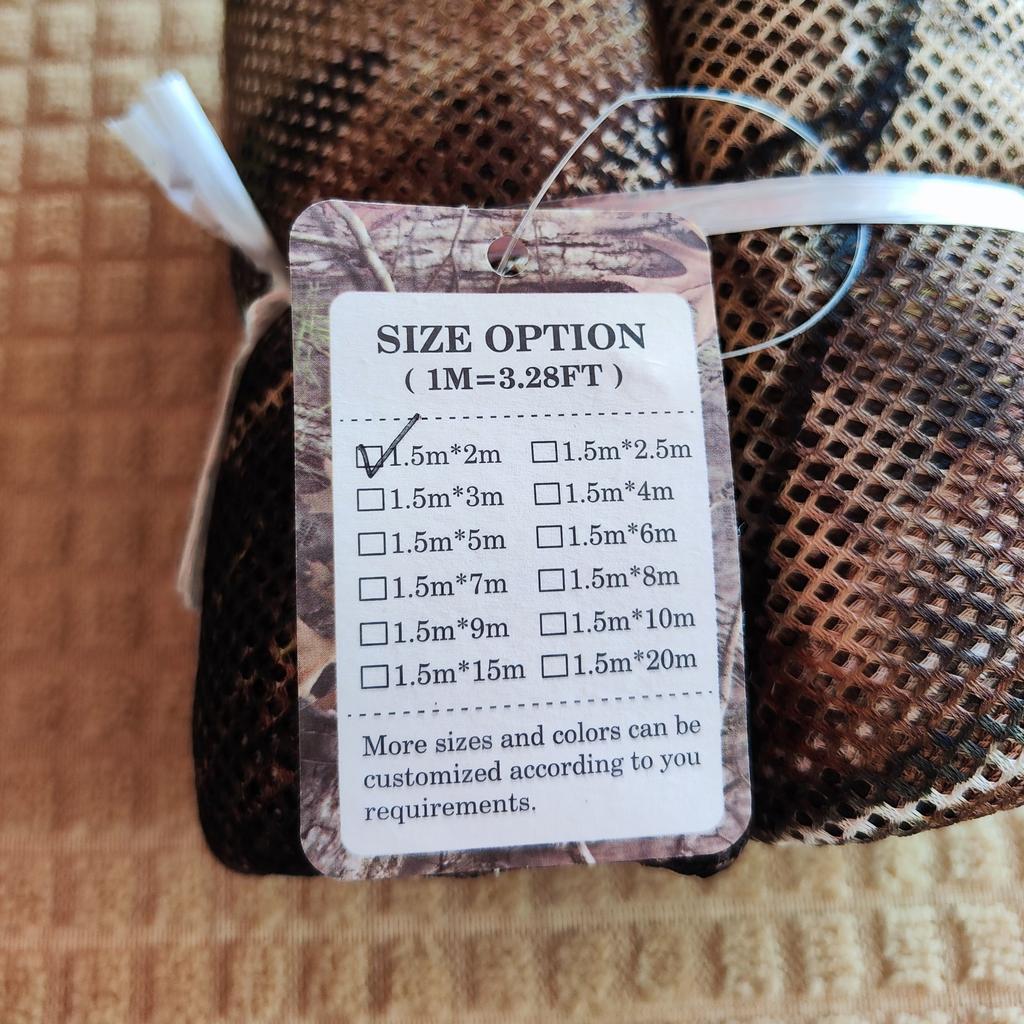 SIZE OPTION
( 1M=3.28FT )
1.5m*2m 1.5m*2.5m
1.5m*3m 1.5m*4m
1.5m*5m 1.5m*6m
1.5m*7m 1.5m*8m
1.5m*9m 1.5m*10m
1.5m*15m 1.5m*20m
More sizes and colors can be
customized according to you
requirements.